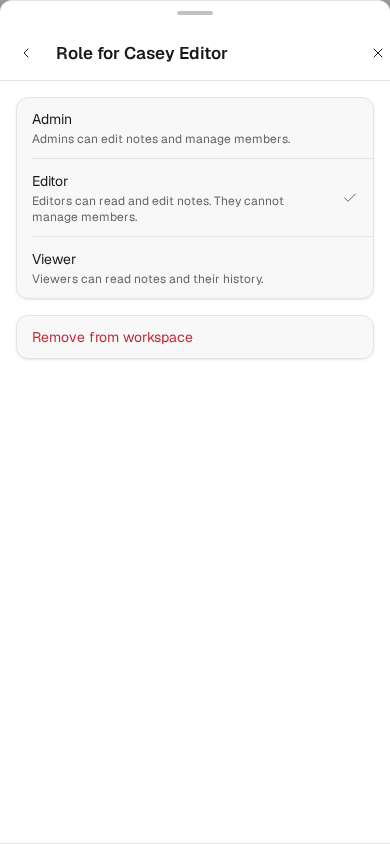 Role for Casey Editor
Admin
Admins can edit notes and manage members.
Editor
Editors can read and edit notes. They cannot
manage members.
Viewer
Viewers can read notes and their history.
Remove from workspace